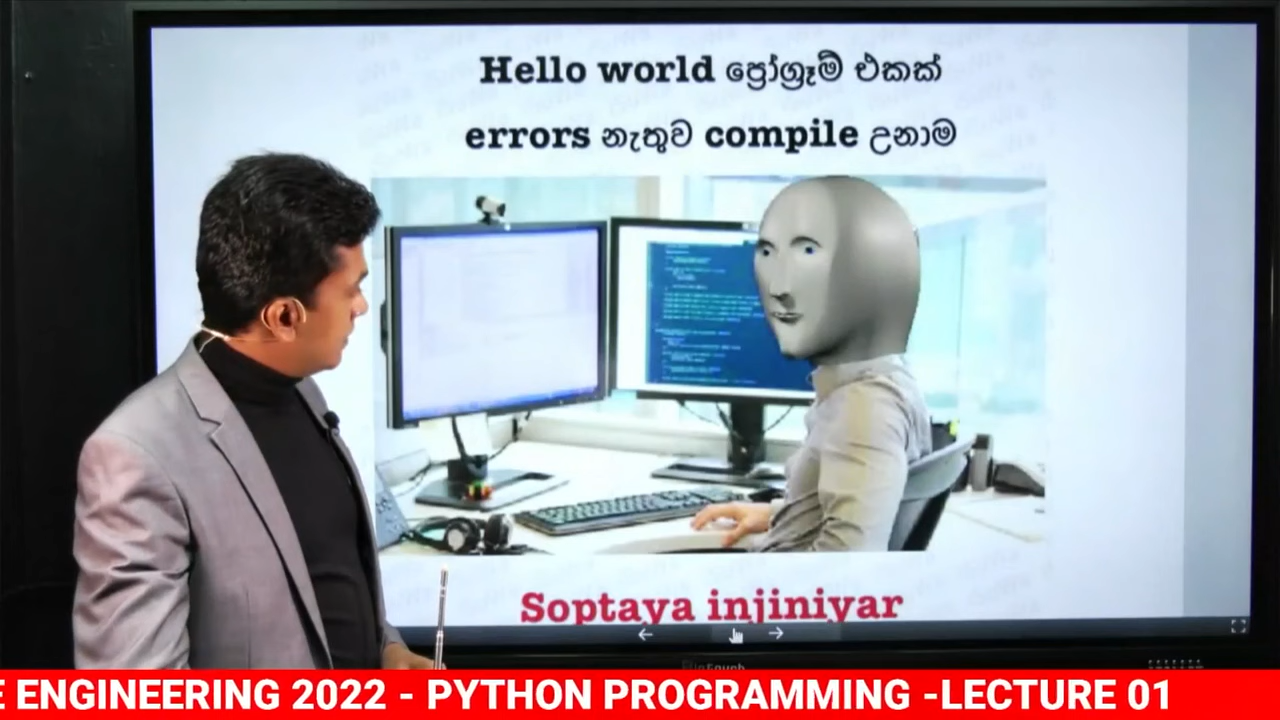 Hello world ප්‍රෝග්‍රෑම් එකක්
errors නැතුව compile උනාම
Soptaya injiniyar
E ENGINEERING 2022 - PYTHON PROGRAMMING -LECTURE 01